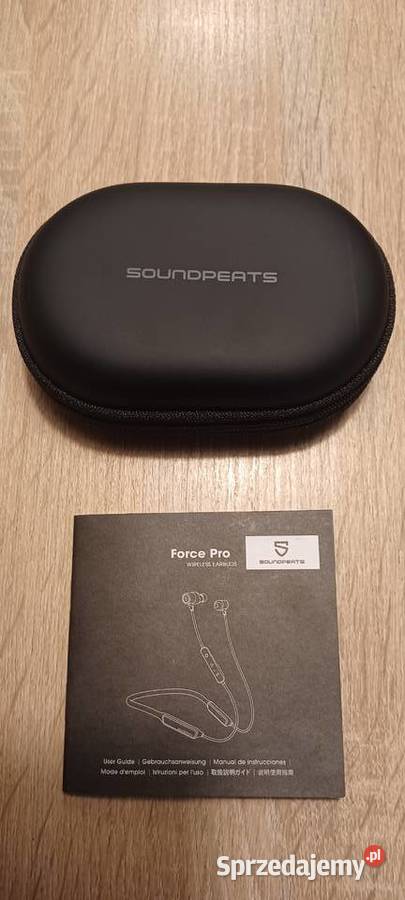 SOUNDPEATS
Force Pro
WIRELESS EARBUDS
SOUNDPEATS
User Guide | Gebrauchsanweisung | Manual de instrucciones
Mode d'emploi | Istruzioni per l'uso | 取扱説明ガイド | 说明使用指南
Sprzedajemy.pl